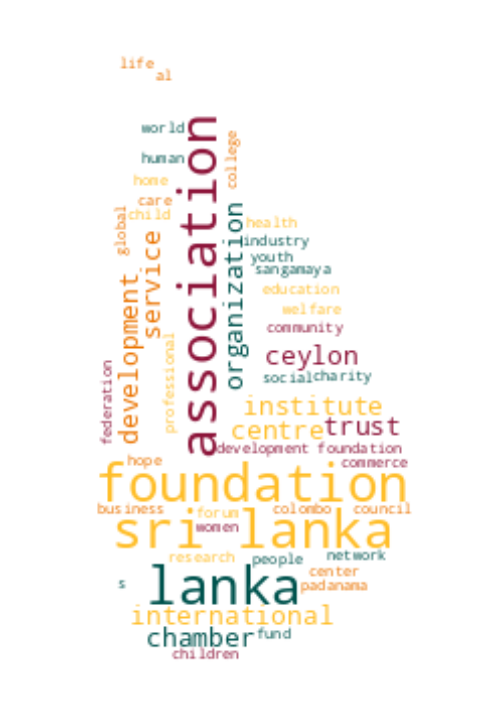 life
al
world
association
human
college
home
care
child
global
organization
health
service
industry
youth
sangamaya
development
education
welfare
community
professional
ceylon
social
charity
federation
institute
centre
trust
development foundation
hope
commerce
foundation
business
forum
colombo
council
sri lanka
women
research
people
network
center
s
lanka
padanama
international
chamber
fund
children